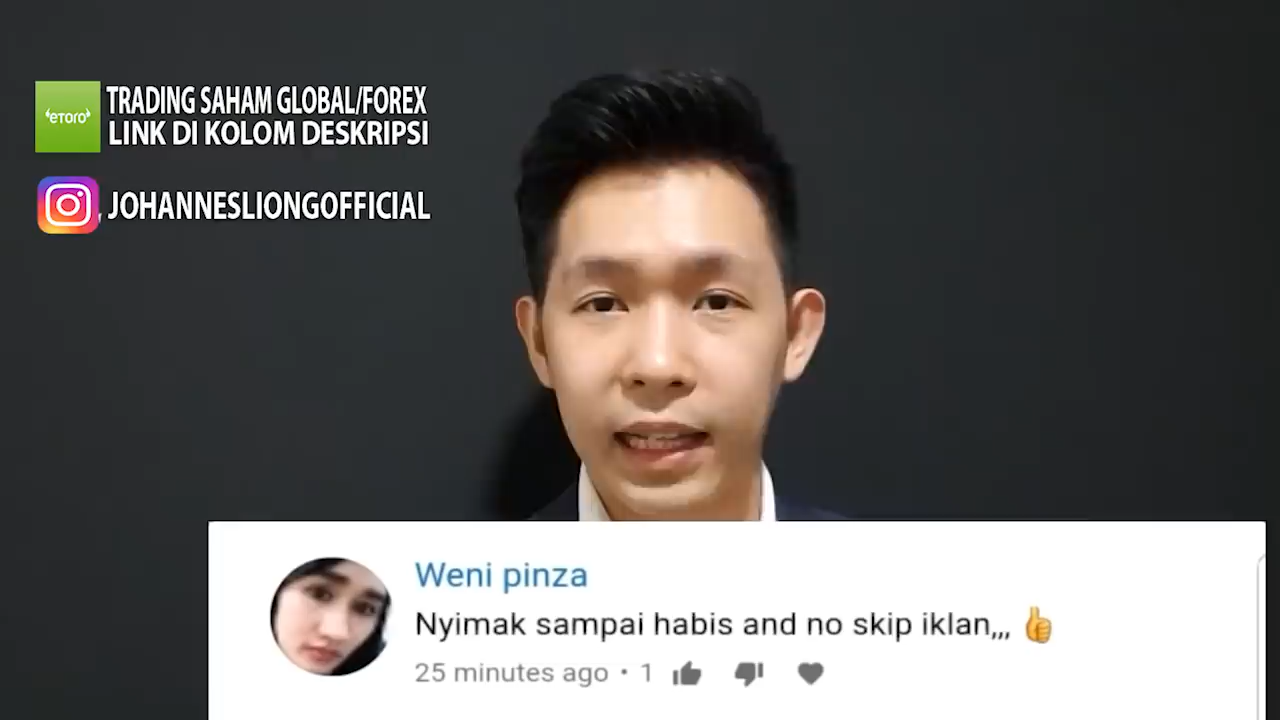 eToro
TRADING SAHAM GLOBAL/FOREX
LINK DI KOLOM DESKRIPSI
JOHANNESLIONGOFFICIAL
Weni pinza
Nyimak sampai habis and no skip iklan,,, 👍
25 minutes ago • 1